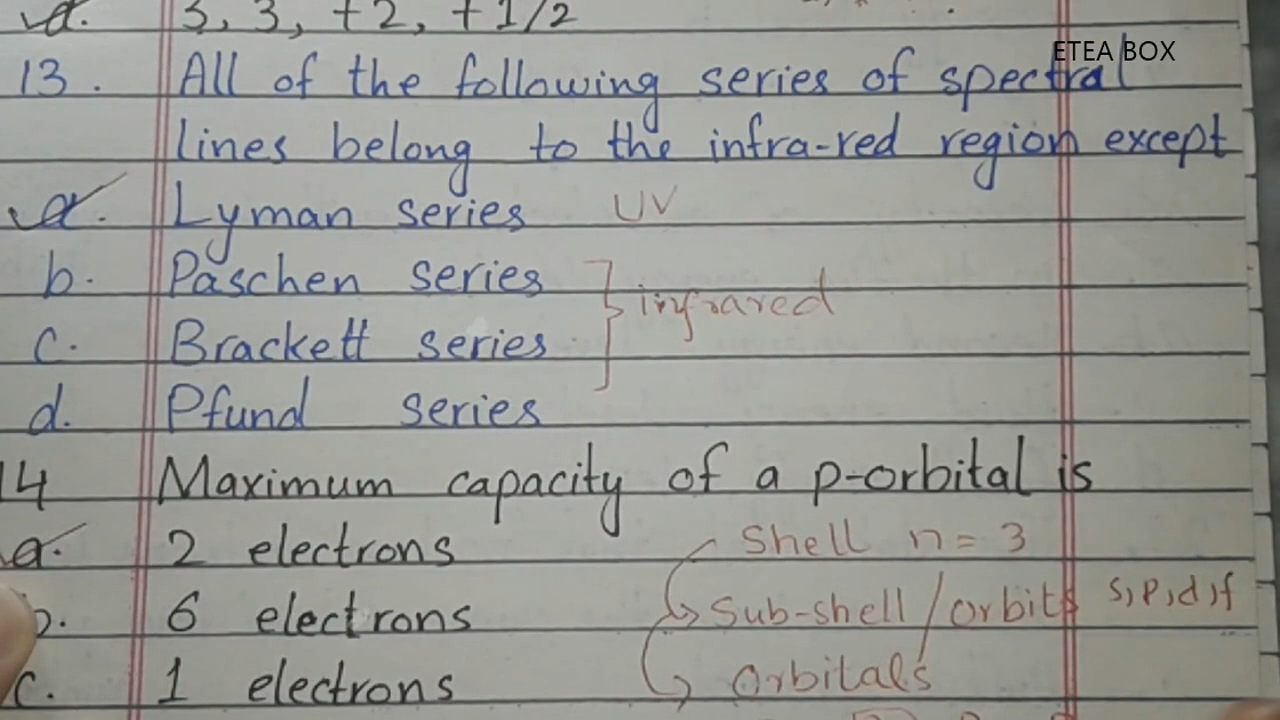 a. 3, 3, +2, +1/2
ETEA BOX
13. All of the following series of spectral
lines belong to the infra-red region except
a. Lyman series UV
b. Paschen series
infrared
c. Brackett series
d. Pfund series
14 Maximum capacity of a p-orbital is
a. 2 electrons Shell n = 3
b. 6 electrons Sub-shell / orbits s, p, d, f
c. 1 electrons Orbitals